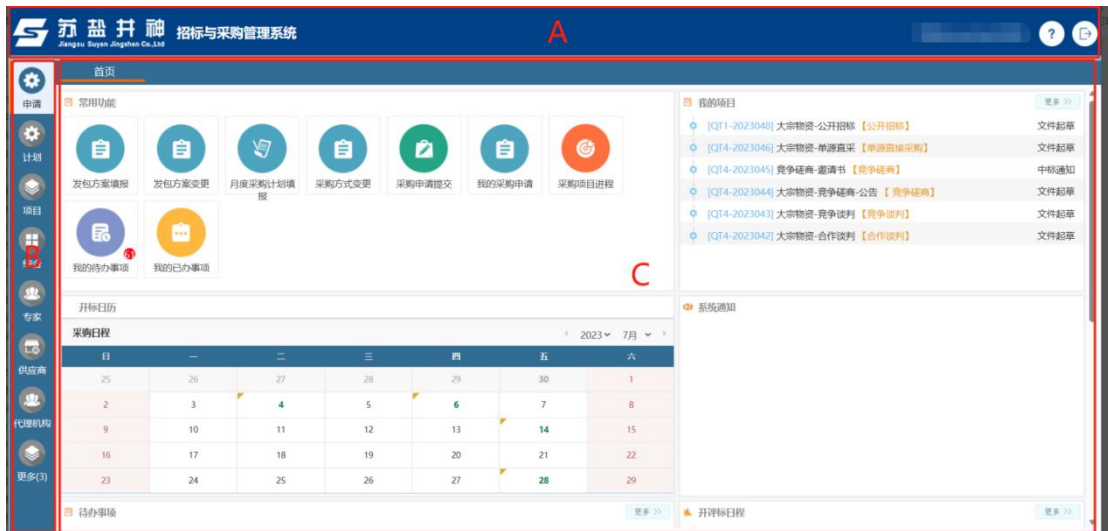 苏盐井神
Jiangsu Suyan Jingshen Co.,Ltd
招标与采购管理系统
A
?
首页
申请
计划
项目
B
专家
供应商
代理机构
更多(3)
常用功能
发包方案填报
发包方案变更
月度采购计划填报
采购方式变更
采购申请提交
我的采购申请
采购项目进程
我的待办事项
61
我的已办事项
C
我的项目
更多 >>
[QT1-2023048] 大宗物资-公开招标 【公开招标】 文件起草
[QT4-2023046] 大宗物资-单源直采 【单源直接采购】 文件起草
[QT4-2023045] 竞争磋商-邀请书 【竞争磋商】 中标通知
[QT4-2023044] 大宗物资-竞争磋商-公告 【 竞争磋商】 文件起草
[QT4-2023043] 大宗物资-竞争谈判 【竞争谈判】 文件起草
[QT4-2023042] 大宗物资-合作谈判 【合作谈判】 文件起草
开标日历
采购日程
2023 7月
日 一 二 三 四 五 六
25 26 27 28 29 30 1
2 3 4 5 6 7 8
9 10 11 12 13 14 15
16 17 18 19 20 21 22
23 24 25 26 27 28 29
系统通知
待办事项
更多 >>
开评标日程
更多 >>